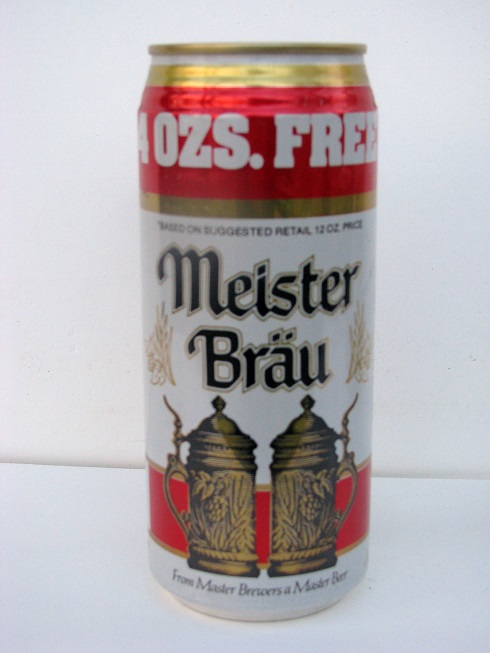 4 OZS. FREE
*BASED ON SUGGESTED RETAIL 12 OZ. PRICE
Meister
Bräu
From Master Brewers a Master Beer